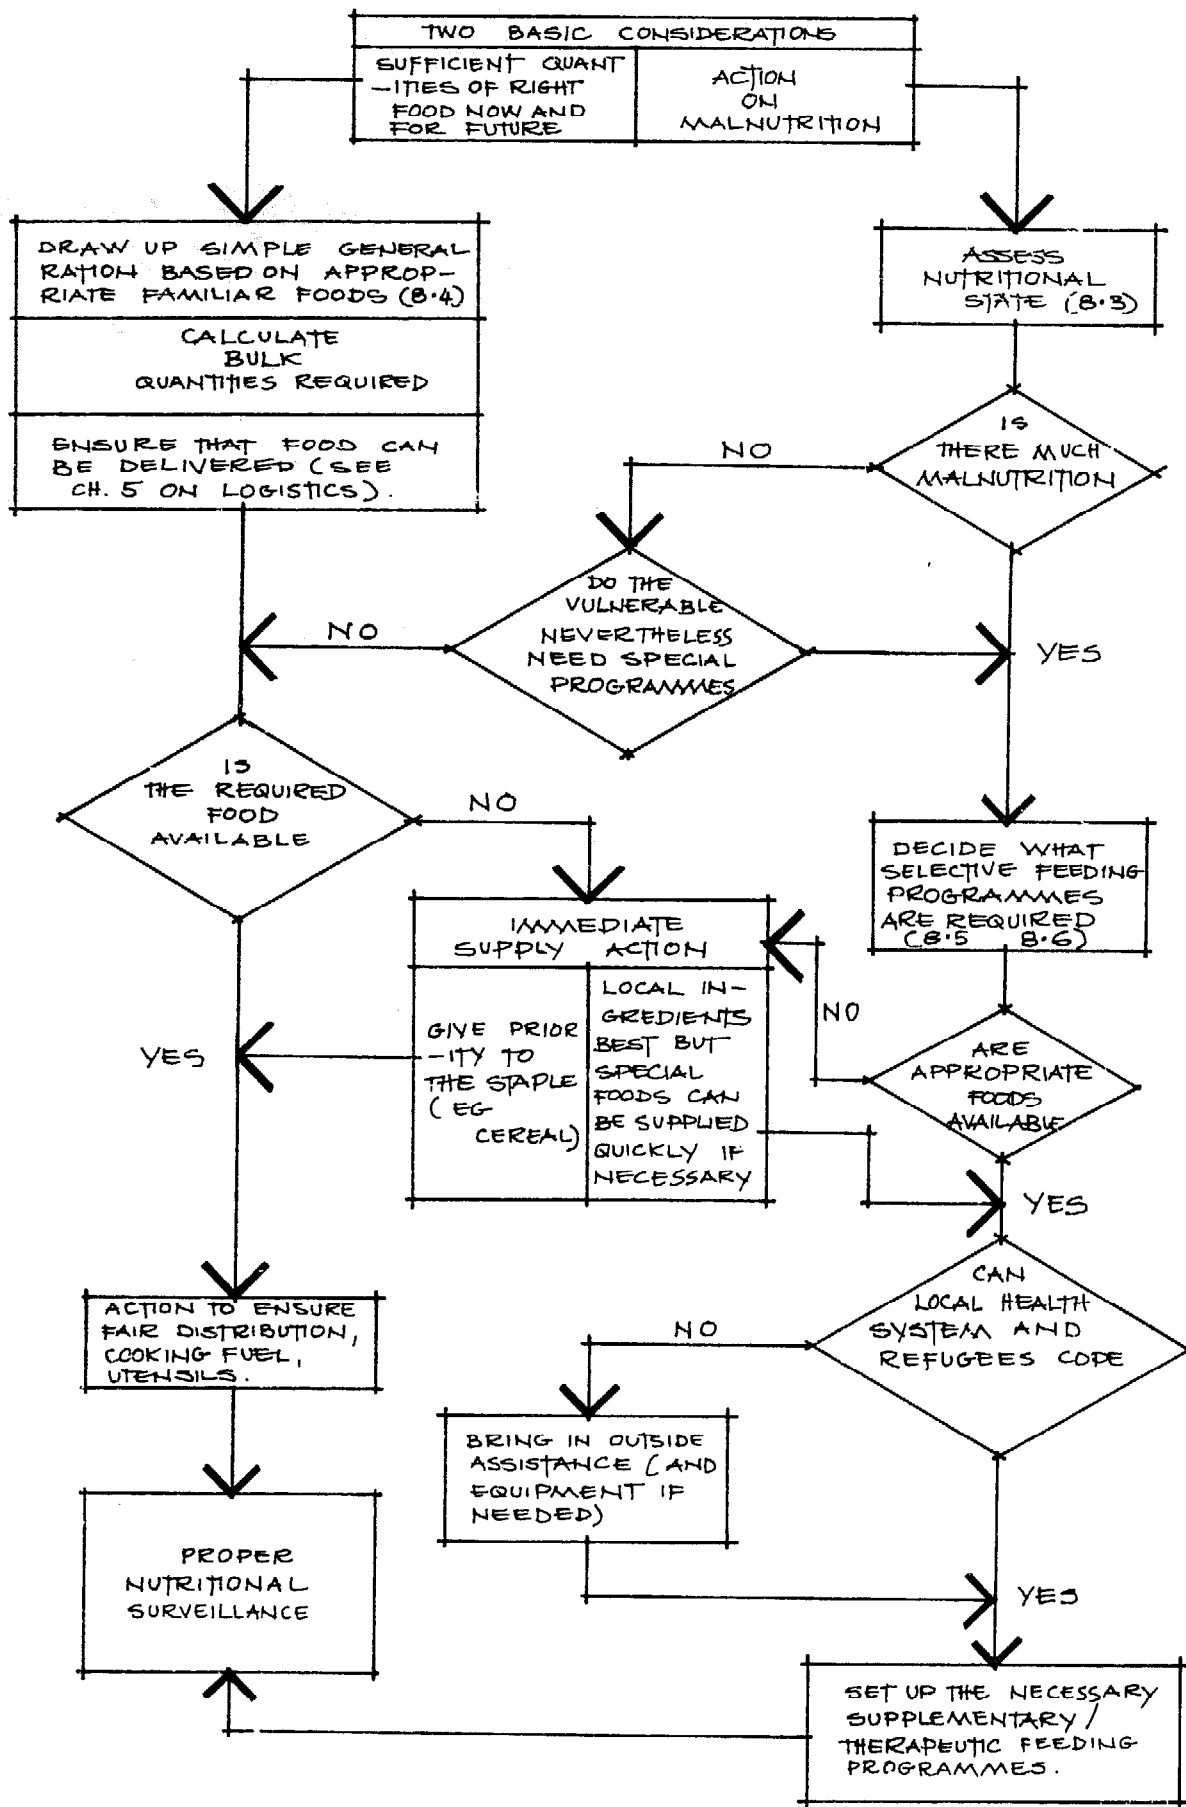 TWO BASIC CONSIDERATIONS
SUFFICIENT QUANT
-ITIES OF RIGHT
FOOD NOW AND
FOR FUTURE
ACTION
ON
MALNUTRITION
DRAW UP SIMPLE GENERAL
RATION BASED ON APPROP-
RIATE FAMILIAR FOODS (8.4)
CALCULATE
BULK
QUANTITIES REQUIRED
ENSURE THAT FOOD CAN
BE DELIVERED (SEE
CH. 5 ON LOGISTICS).
ASSESS
NUTRITIONAL
STATE (8.3)
IS
THERE MUCH
MALNUTRITION
NO
DO THE
VULNERABLE
NEVERTHELESS
NEED SPECIAL
PROGRAMMES
NO
YES
IS
THE REQUIRED
FOOD
AVAILABLE
NO
DECIDE WHAT
SELECTIVE FEEDING
PROGRAMMES
ARE REQUIRED
(8.5 8.6)
IMMEDIATE
SUPPLY ACTION
GIVE PRIOR
-ITY TO
THE STAPLE
(EG
CEREAL)
LOCAL IN-
GREDIENTS
BEST BUT
SPECIAL
FOODS CAN
BE SUPPLIED
QUICKLY IF
NECESSARY
NO
ARE
APPROPRIATE
FOODS
AVAILABLE
YES
YES
CAN
LOCAL HEALTH
SYSTEM AND
REFUGEES COPE
NO
ACTION TO ENSURE
FAIR DISTRIBUTION,
COOKING FUEL,
UTENSILS.
BRING IN OUTSIDE
ASSISTANCE (AND
EQUIPMENT IF
NEEDED)
YES
PROPER
NUTRITIONAL
SURVEILLANCE
SET UP THE NECESSARY
SUPPLEMENTARY/
THERAPEUTIC FEEDING
PROGRAMMES.